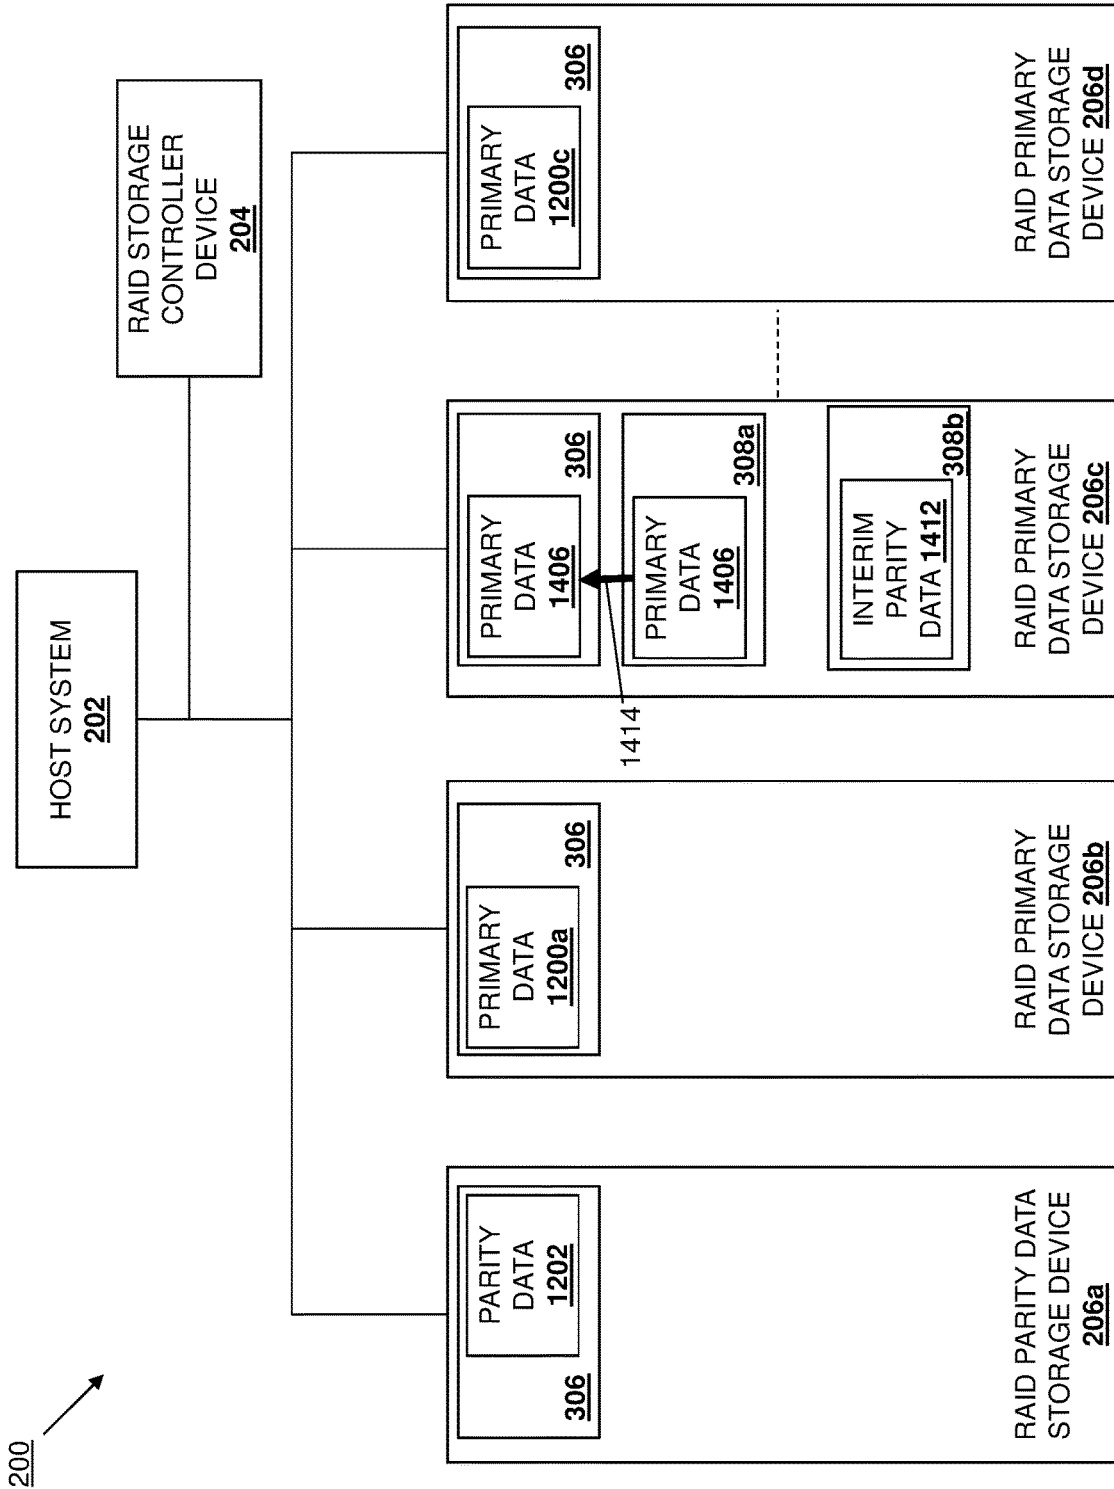 200
HOST SYSTEM
202
RAID STORAGE
CONTROLLER
DEVICE
204
PARITY
DATA
1202
306
RAID PARITY DATA
STORAGE DEVICE
206a
PRIMARY
DATA
1200a
306
RAID PRIMARY
DATA STORAGE
DEVICE 206b
PRIMARY
DATA
1406
306
1414
PRIMARY
DATA
1406
308a
INTERIM
PARITY
DATA 1412
308b
RAID PRIMARY
DATA STORAGE
DEVICE 206c
PRIMARY
DATA
1200c
306
RAID PRIMARY
DATA STORAGE
DEVICE 206d